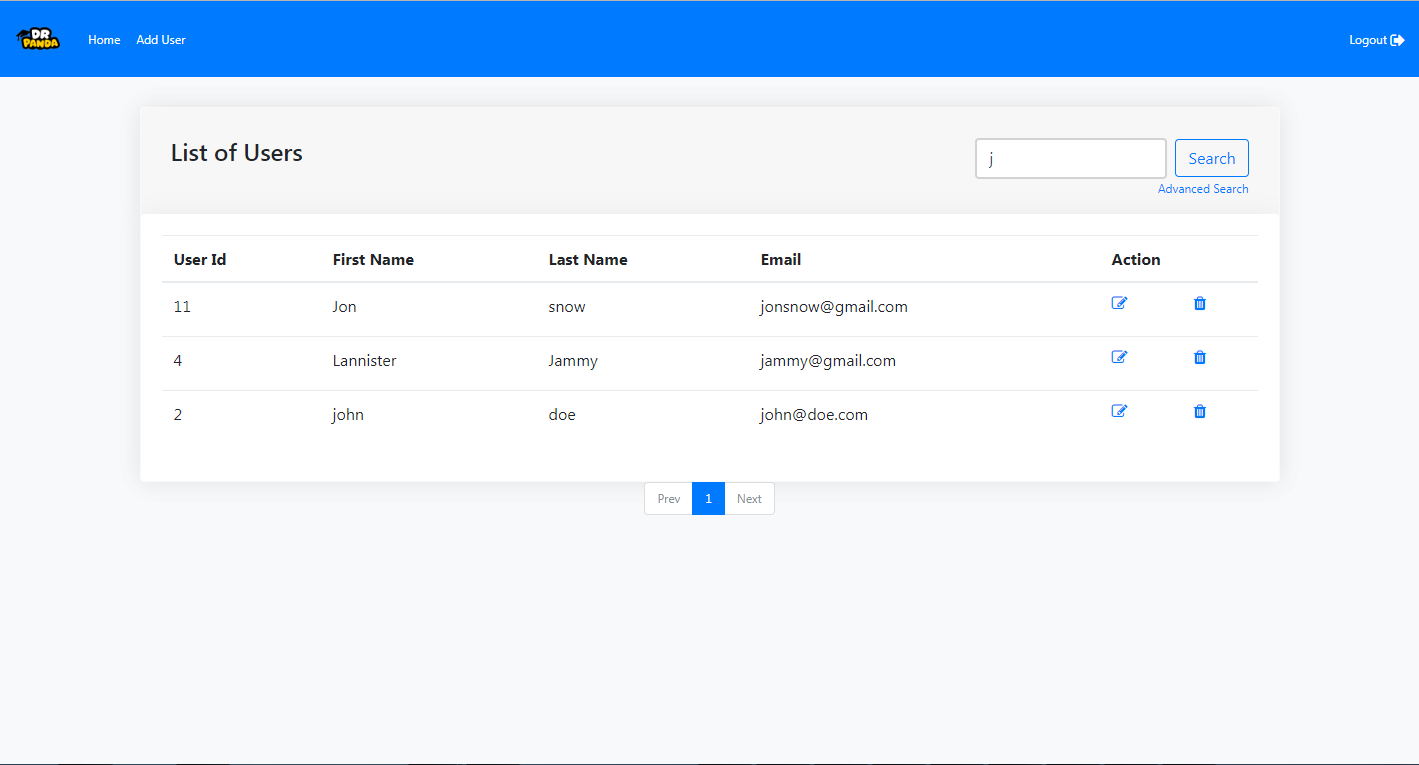 DR PANDA
Home Add User Logout
List of Users
j Search
Advanced Search
User Id First Name Last Name Email Action
11 Jon snow jonsnow@gmail.com
4 Lannister Jammy jammy@gmail.com
2 john doe john@doe.com
Prev 1 Next